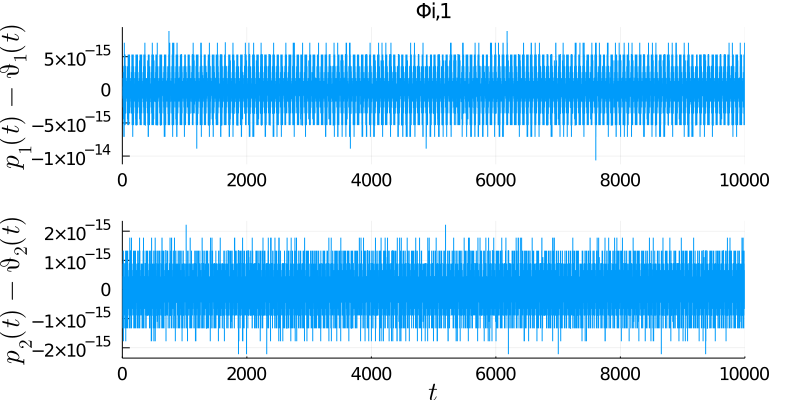 Φi,1
p₁(t) − ϑ₁(t)
5×10⁻¹⁵
0
−5×10⁻¹⁵
−1×10⁻¹⁴
0 2000 4000 6000 8000 10000
p₂(t) − ϑ₂(t)
2×10⁻¹⁵
1×10⁻¹⁵
0
−1×10⁻¹⁵
−2×10⁻¹⁵
0 2000 4000 6000 8000 10000
t